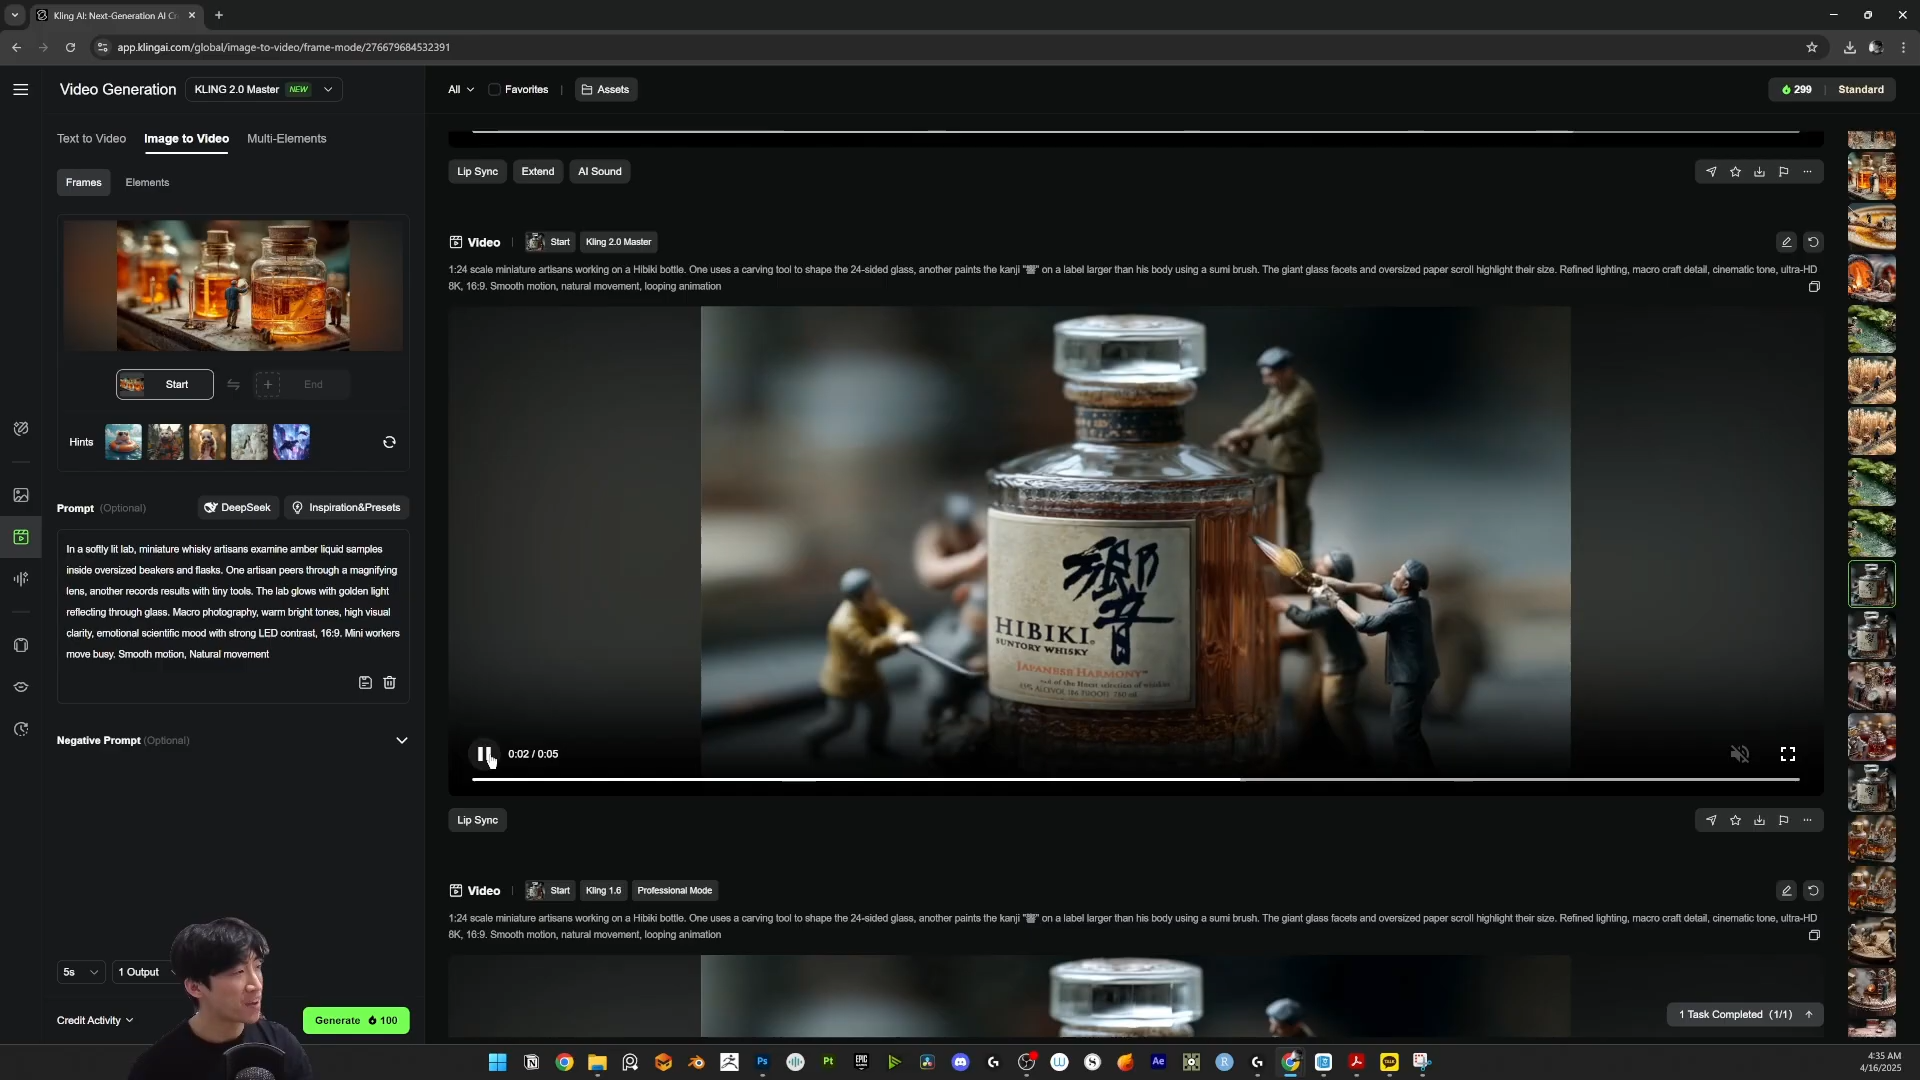 Kling AI: Next-Generation AI Cr
app.klingai.com/global/image-to-video/frame-mode/276679684532391
Video Generation
KLING 2.0 Master NEW
All
Favorites
Assets
299
Standard
Text to Video
Image to Video
Multi-Elements
Frames
Elements
Start
End
Hints
Prompt (Optional)
DeepSeek
Inspiration&Presets
In a softly lit lab, miniature whisky artisans examine amber liquid samples
inside oversized beakers and flasks. One artisan peers through a magnifying
lens, another records results with tiny tools. The lab glows with golden light
reflecting through glass. Macro photography, warm bright tones, high visual
clarity, emotional scientific mood with strong LED contrast, 16:9. Mini workers
move busy. Smooth motion, Natural movement
Negative Prompt (Optional)
5s
1 Output
Credit Activity
Generate 100
Lip Sync
Extend
AI Sound
Video
Start
Kling 2.0 Master
1:24 scale miniature artisans working on a Hibiki bottle. One uses a carving tool to shape the 24-sided glass, another paints the kanji "響" on a label larger than his body using a sumi brush. The giant glass facets and oversized paper scroll highlight their size. Refined lighting, macro craft detail, cinematic tone, ultra-HD
8K, 16:9. Smooth motion, natural movement, looping animation
響
HIBIKI
SUNTORY WHISKY
JAPANESE HARMONY
0:02 / 0:05
Lip Sync
Video
Start
Kling 1.6
Professional Mode
1:24 scale miniature artisans working on a Hibiki bottle. One uses a carving tool to shape the 24-sided glass, another paints the kanji "響" on a label larger than his body using a sumi brush. The giant glass facets and oversized paper scroll highlight their size. Refined lighting, macro craft detail, cinematic tone, ultra-HD
8K, 16:9. Smooth motion, natural movement, looping animation
1 Task Completed (1/1)
4:35 AM
4/16/2025